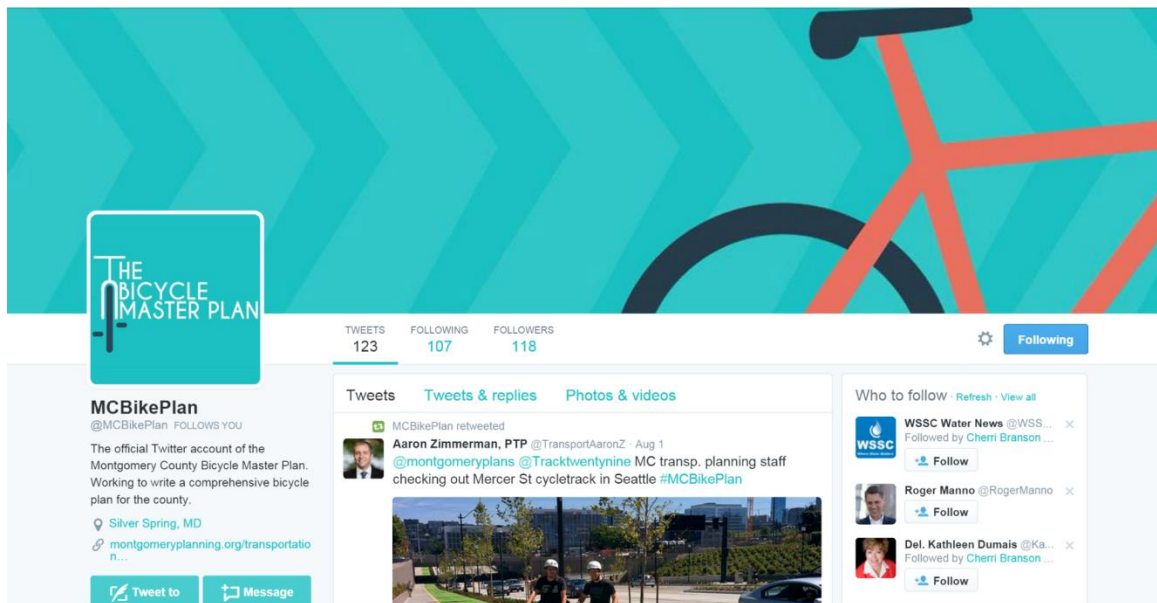 THE
BICYCLE
MASTER PLAN
TWEETS
123
FOLLOWING
107
FOLLOWERS
118
Following
MCBikePlan
@MCBikePlan FOLLOWS YOU
The official Twitter account of the
Montgomery County Bicycle Master Plan.
Working to write a comprehensive bicycle
plan for the county.
Silver Spring, MD
montgomeryplanning.org/transportatio
n...
Tweet to
Message
Tweets Tweets & replies Photos & videos
MCBikePlan retweeted
Aaron Zimmerman, PTP @TransportAaronZ · Aug 1
@montgomeryplans @Tracktwentynine MC transp. planning staff
checking out Mercer St cycletrack in Seattle #MCBikePlan
Who to follow · Refresh · View all
WSSC
WSSC Water News @WSS...
Followed by Cherri Branson ...
Follow
Roger Manno @RogerManno
Follow
Del. Kathleen Dumais @Ka...
Followed by Cherri Branson ...
Follow